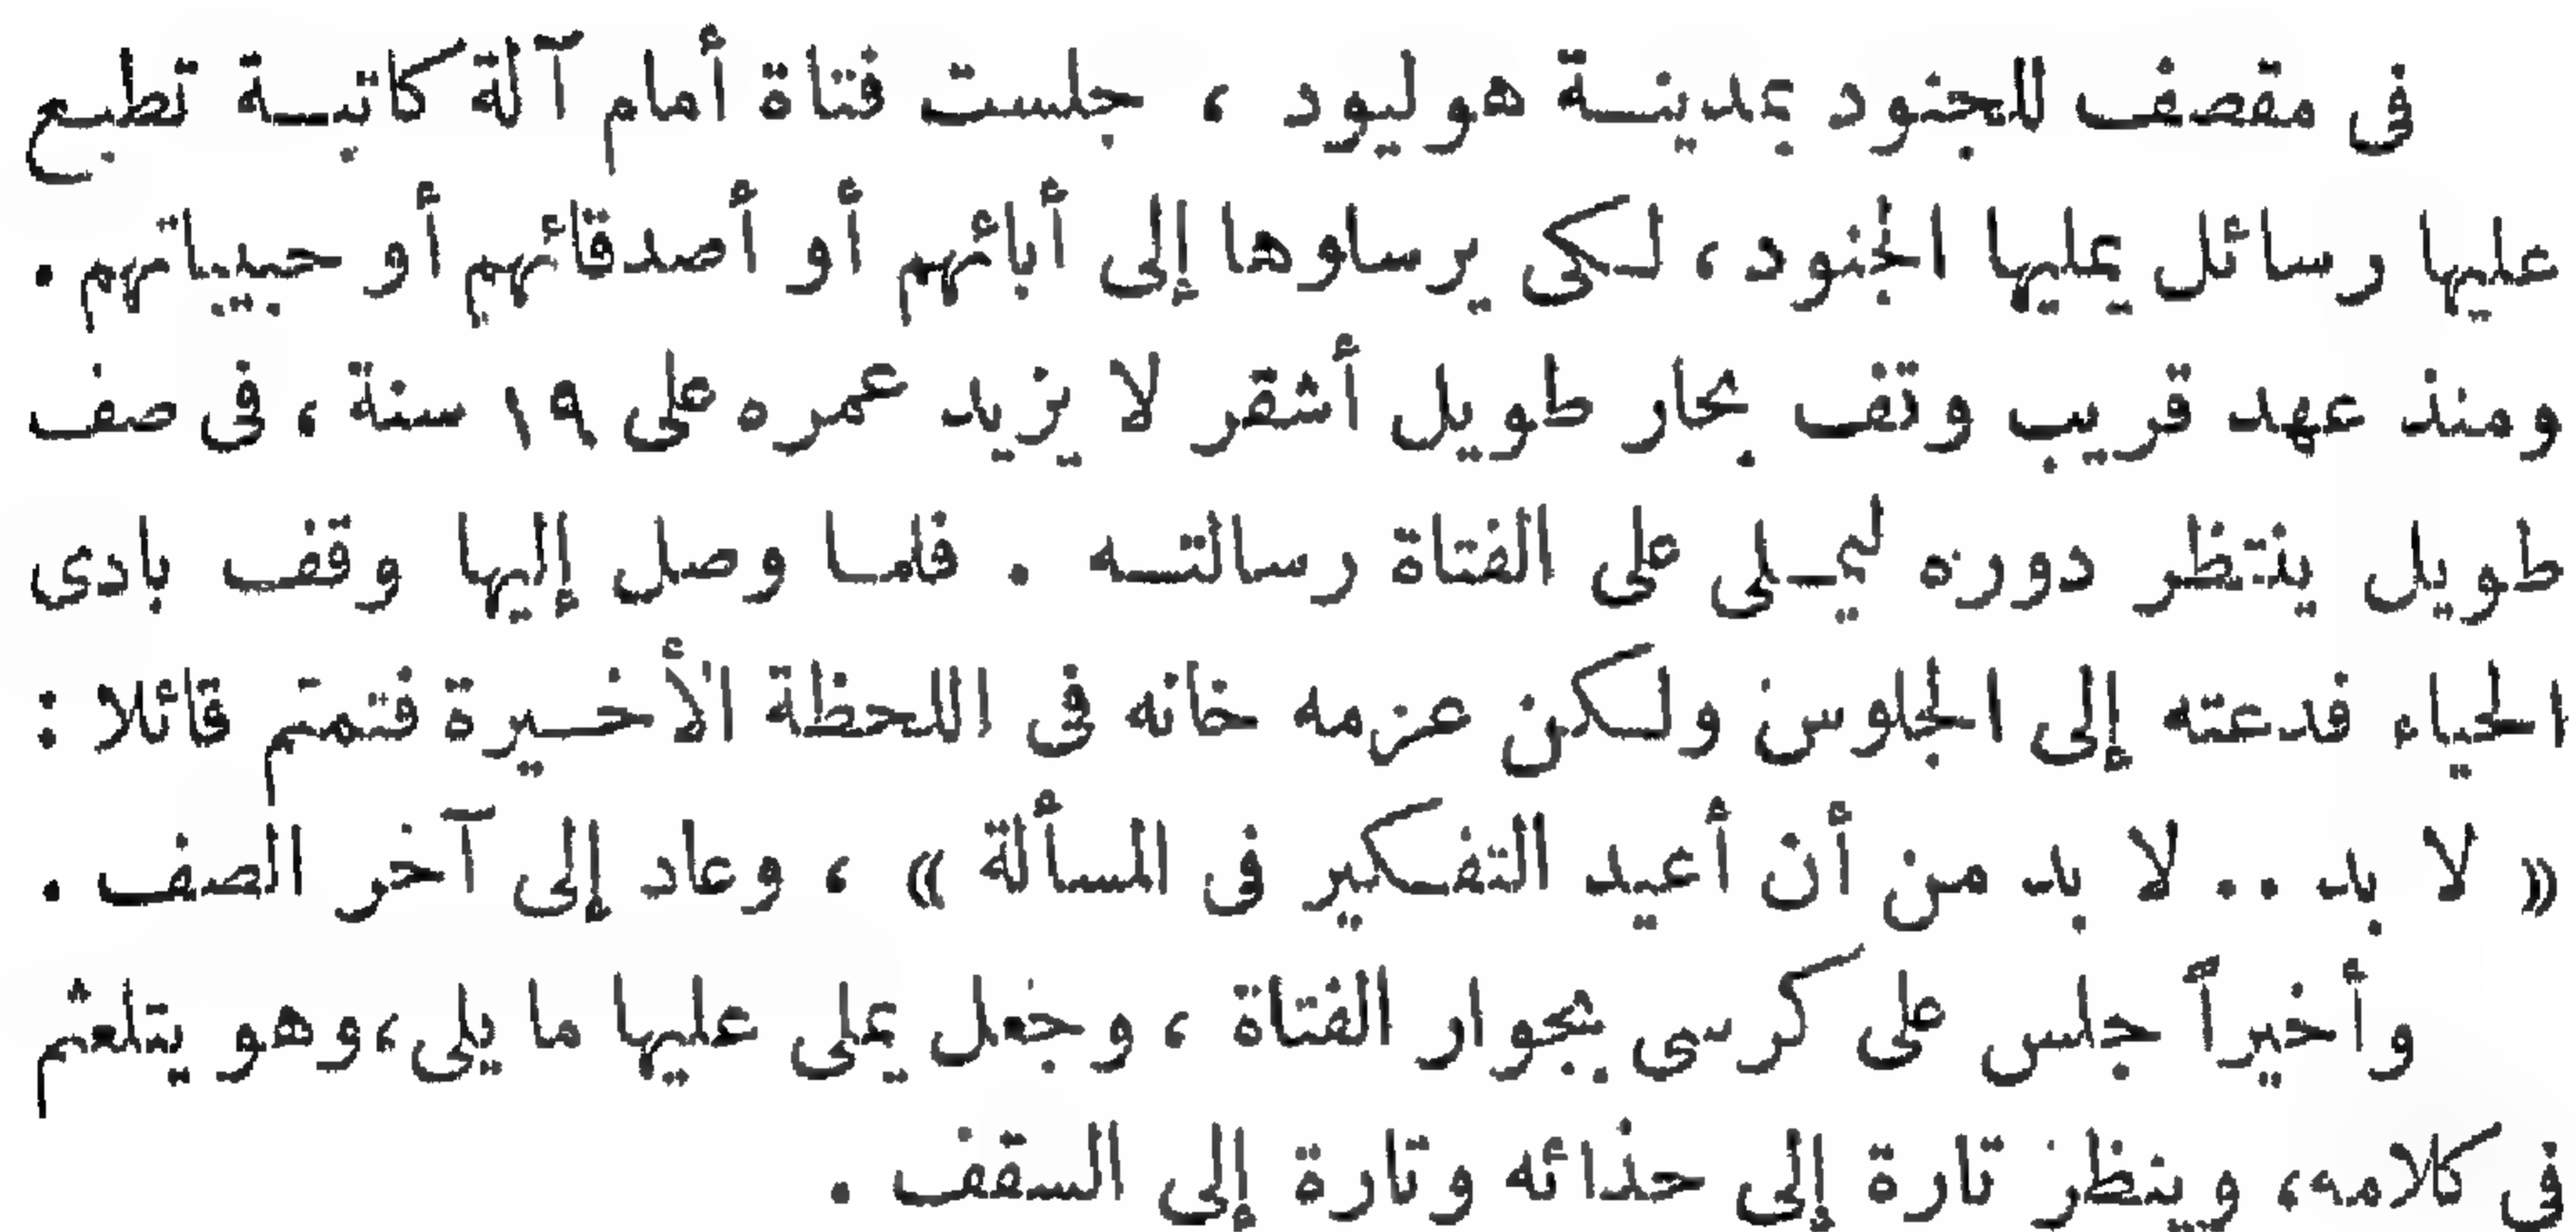 فى مقصف للجنود بمدينة هوليود ، جلست فتاة أمام آلة كاتبة تطبع
عليها رسائل يمليها الجنود ، لكى يرسلوها إلى أبائهم أو أصدقائهم أو حبيباتهم .
ومنذ عهد قريب وقف بحار طويل أشقر لا يزيد عمره على ١٩ سنة ، فى صف
طويل ينتظر دوره ليملى على الفتاة رسالته . فلما وصل إليها وقف بادى
الحياء فدعته إلى الجلوس ولكن عزمه خانه فى اللحظة الأخيرة فتمتم قائلا :
« لا بد .. لا بد من أن أعيد التفكير فى المسألة » ، وعاد إلى آخر الصف .
وأخيراً جلس على كرسى بجوار الفتاة ، وجعل يملى عليها ما يلى ، وهو يتلعثم
فى كلامه ، وينظر تارة إلى حذائه وتارة إلى السقف .